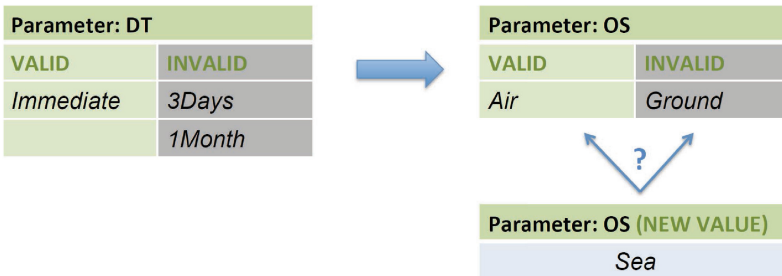 Parameter: DT
VALID INVALID
Immediate 3Days
1Month
Parameter: OS
VALID INVALID
Air Ground
?
Parameter: OS (NEW VALUE)
Sea